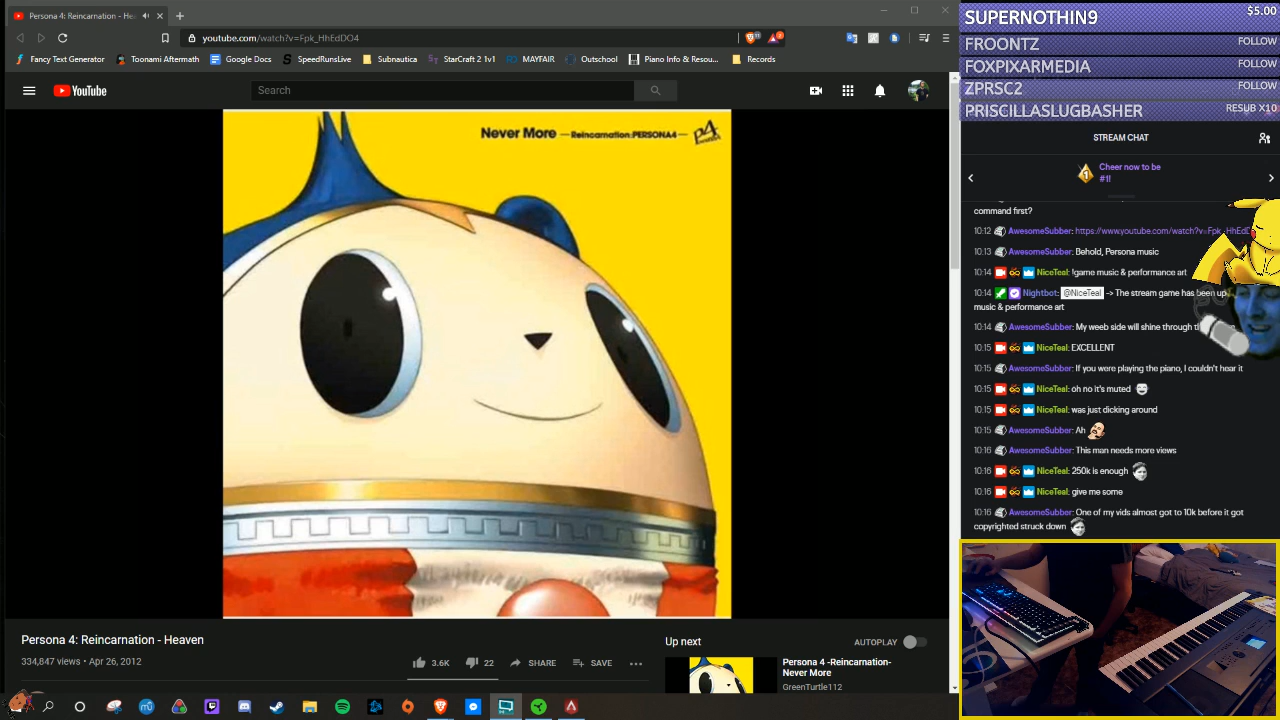 Persona 4: Reincarnation - He
youtube.com/watch?v=Fpk_HhEdDO4
Fancy Text Generator
Toonami Aftermath
Google Docs
SpeedRunsLive
Subnautica
StarCraft 2 1v1
MAYFAIR
Outschool
Piano Info & Resou...
Records
YouTube
Search
Never More —Reincarnation:PERSONA4— P4
Persona 4: Reincarnation - Heaven
334,847 views • Apr 26, 2012
3.6K
22
SHARE
SAVE
Up next
AUTOPLAY
Persona 4 -Reincarnation-
Never More
GreenTurtle112
SUPERNOTHIN9 $5.00
FROONTZ FOLLOW
FOXPIXARMEDIA FOLLOW
ZPRSC2 FOLLOW
PRISCILLASLUGBASHER RESUB X10
STREAM CHAT
Cheer now to be
#1!
command first?
10:12 AwesomeSubber: https://www.youtube.com/watch?v=Fpk_HhEdD
10:13 AwesomeSubber: Behold, Persona music
10:14 NiceTeal: !game music & performance art
10:14 Nightbot: @NiceTeal -> The stream game has been up
music & performance art
10:14 AwesomeSubber: My weeb side will shine through
10:15 NiceTeal: EXCELLENT
10:15 AwesomeSubber: If you were playing the piano, I couldn't hear it
10:15 NiceTeal: oh no it's muted
10:15 NiceTeal: was just dicking around
10:15 AwesomeSubber: Ah
10:16 AwesomeSubber: This man needs more views
10:16 NiceTeal: 250k is enough
10:16 NiceTeal: give me some
10:16 AwesomeSubber: One of my vids almost got to 10k before it got
copyrighted struck down